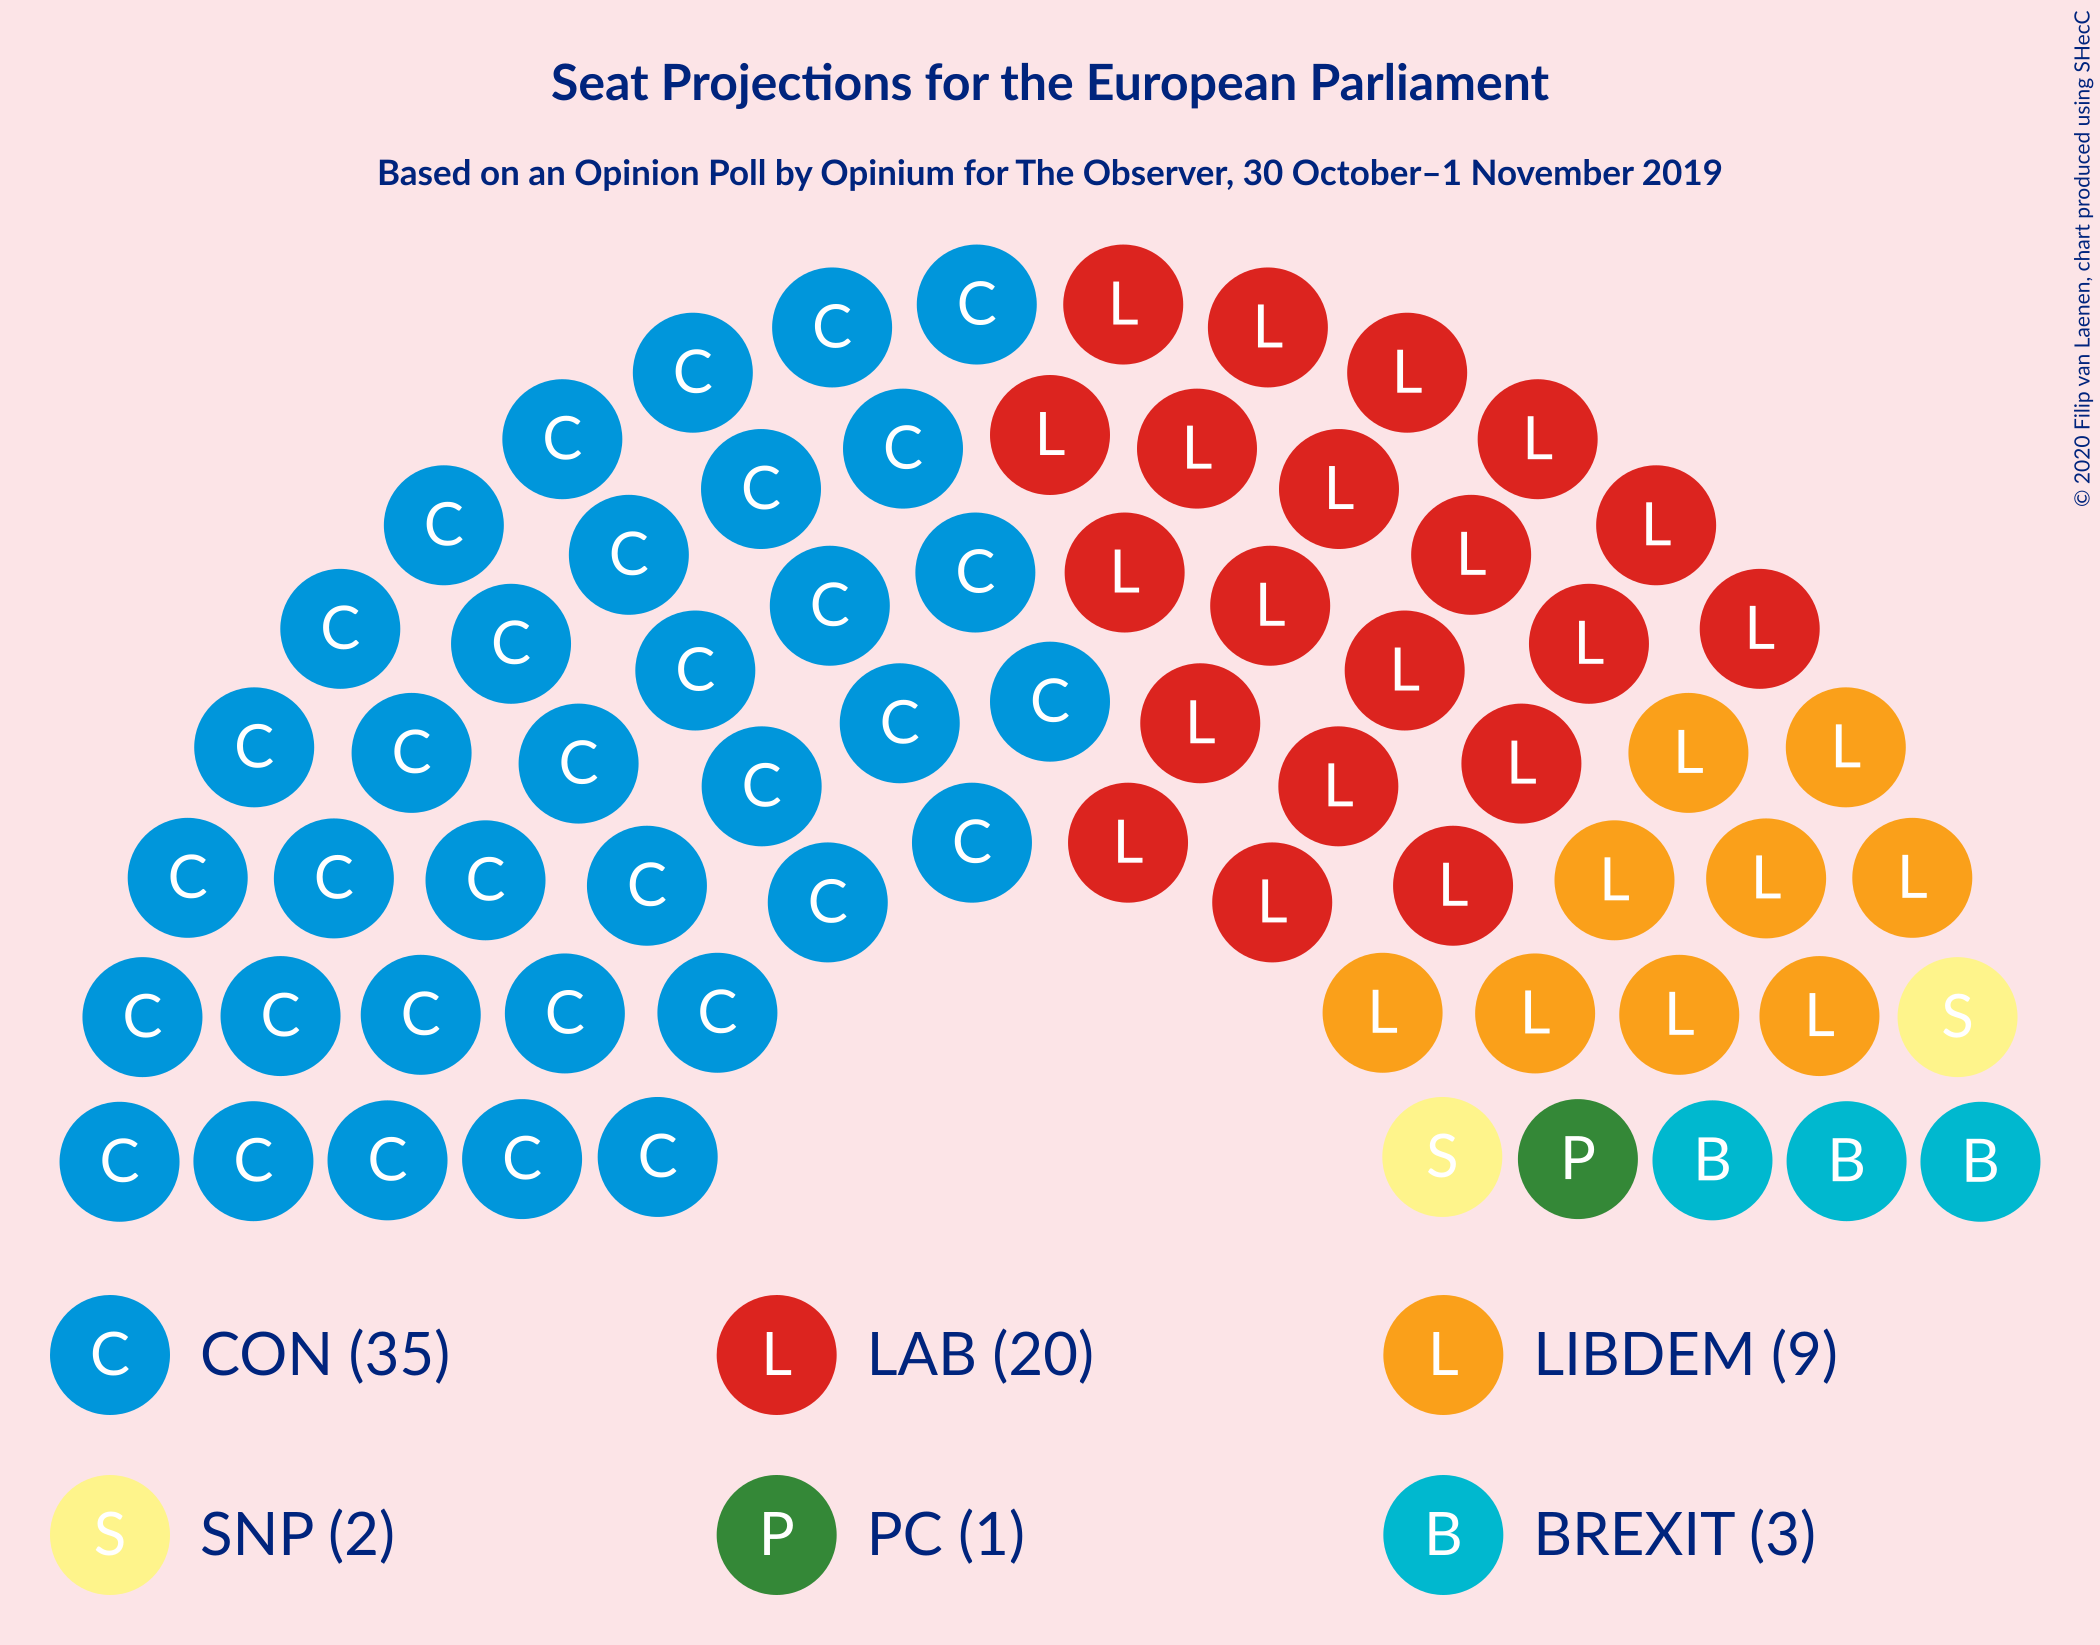 Seat Projections for the European Parliament
Based on an Opinion Poll by Opinium for The Observer, 30 October–1 November 2019
© 2020 Filip van Laenen, chart produced using SHecC
C L
C L
C L
C L C L
C L C L
C L C L
C C L L
C C L L
C L C L
C C L L
C L
C C L L
C C C L L L
C L
C C C C L L L L
C L
C C C C C L L L L S
C C C C C S P B B B
C CON (35) L LAB (20) L LIBDEM (9)
S SNP (2) P PC (1) B BREXIT (3)